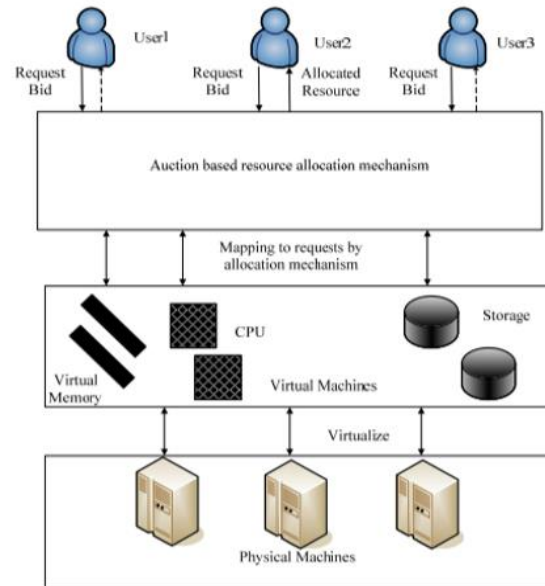 User1
User2
User3
Request
Bid
Request
Bid
Allocated
Resource
Request
Bid
Auction based resource allocation mechanism
Mapping to requests by
allocation mechanism
CPU
Storage
Virtual
Memory
Virtual Machines
Virtualize
Physical Machines